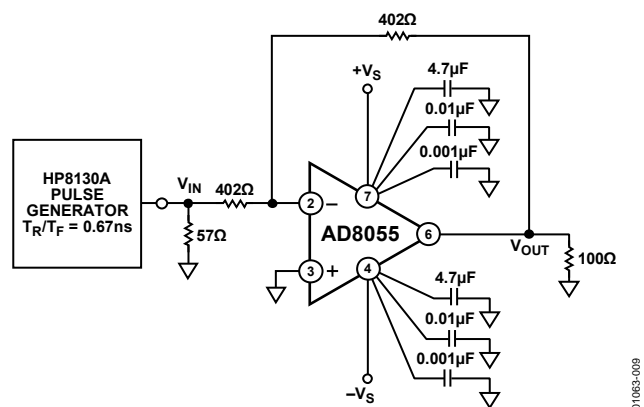 402Ω
+VS
4.7µF
0.01µF
0.001µF
HP8130A
PULSE
GENERATOR
TR/TF = 0.67ns
VIN
402Ω
57Ω
2
–
7
AD8055
6
3
+
4
VOUT
100Ω
4.7µF
0.01µF
0.001µF
–VS
01063-009